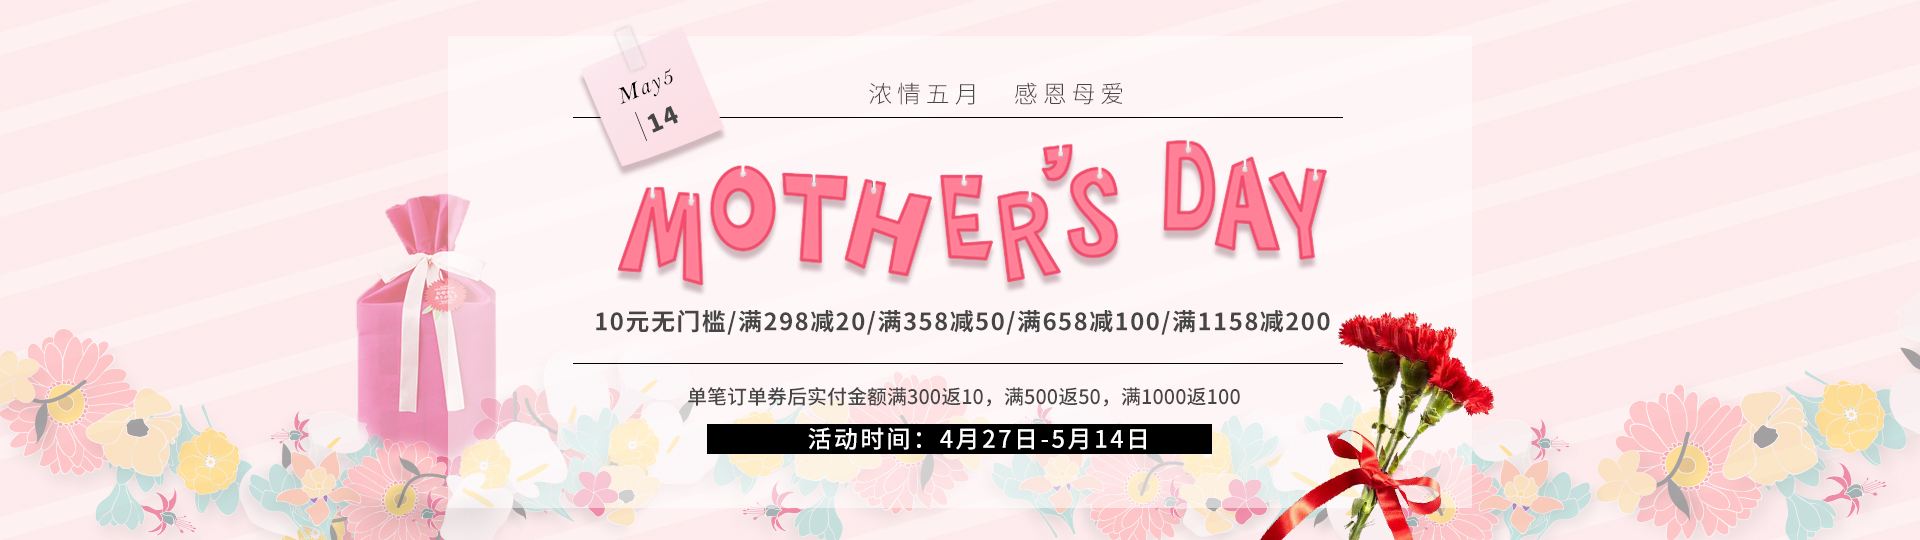 May5
14
浓情五月 感恩母爱
MOTHER'S DAY
10元无门槛/满298减20/满358减50/满658减100/满1158减200
单笔订单券后实付金额满300返10，满500返50，满1000返100
活动时间：4月27日-5月14日